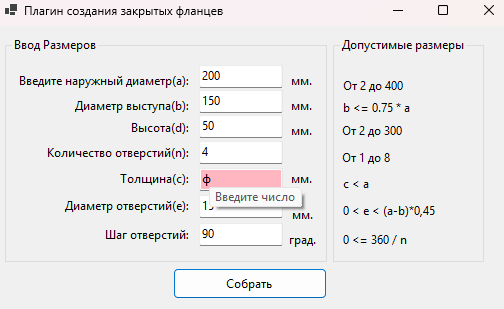 Плагин создания закрытых фланцев
Ввод Размеров
Введите наружный диаметр(a): 200 мм.
Диаметр выступа(b): 150 мм.
Высота(d): 50 мм.
Количество отверстий(n): 4
Толщина(c): ф мм.
Введите число
Диаметр отверстий(e): 1 мм.
Шаг отверстий: 90 град.
Допустимые размеры
От 2 до 400
b <= 0.75 * a
От 2 до 300
От 1 до 8
c < a
0 < e < (a-b)*0,45
0 <= 360 / n
Собрать